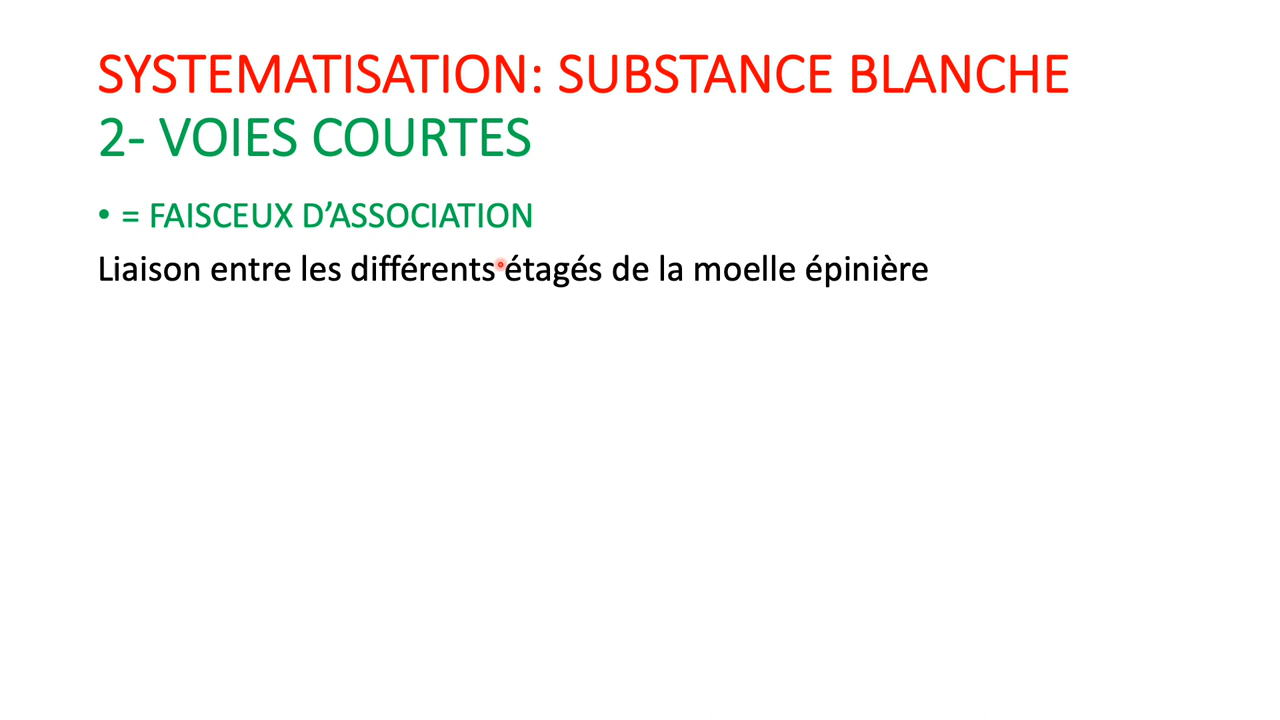 SYSTEMATISATION: SUBSTANCE BLANCHE
2- VOIES COURTES
• = FAISCEUX D’ASSOCIATION
Liaison entre les différents étagés de la moelle épinière